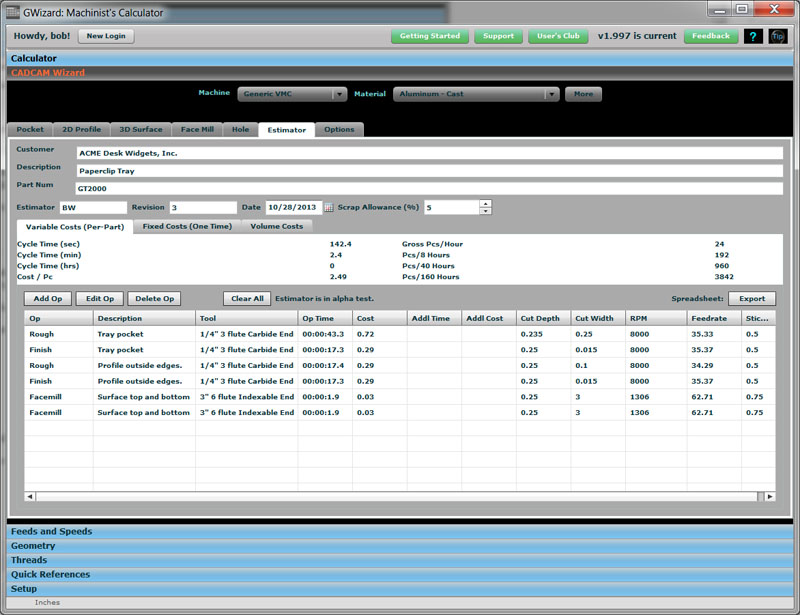 GWizard: Machinist's Calculator
Howdy, bob! New Login Getting Started Support User's Club v1.997 is current Feedback ? Tip
Calculator
CADCAM Wizard
Machine Generic VMC Material Aluminum - Cast More
Pocket 2D Profile 3D Surface Face Mill Hole Estimator Options
Customer ACME Desk Widgets, Inc.
Description Paperclip Tray
Part Num GT2000
Estimator BW Revision 3 Date 10/28/2013 Scrap Allowance (%) 5
Variable Costs (Per-Part) Fixed Costs (One Time) Volume Costs
Cycle Time (sec) 142.4 Gross Pcs/Hour 24
Cycle Time (min) 2.4 Pcs/8 Hours 192
Cycle Time (hrs) 0 Pcs/40 Hours 960
Cost / Pc 2.49 Pcs/160 Hours 3842
Add Op Edit Op Delete Op Clear All Estimator is in alpha test. Spreadsheet: Export
Op Description Tool Op Time Cost Addl Time Addl Cost Cut Depth Cut Width RPM Feedrate Stic...
Rough Tray pocket 1/4" 3 flute Carbide End 00:00:43.3 0.72 0.235 0.25 8000 35.33 0.5
Finish Tray pocket 1/4" 3 flute Carbide End 00:00:17.3 0.29 0.25 0.015 8000 35.37 0.5
Rough Profile outside edges. 1/4" 3 flute Carbide End 00:00:17.4 0.29 0.25 0.1 8000 34.29 0.5
Finish Profile outside edges. 1/4" 3 flute Carbide End 00:00:17.3 0.29 0.25 0.015 8000 35.37 0.5
Facemill Surface top and bottom 3" 6 flute Indexable End 00:00:1.9 0.03 0.25 3 1306 62.71 0.75
Facemill Surface top and bottom 3" 6 flute Indexable End 00:00:1.9 0.03 0.25 3 1306 62.71 0.75
Feeds and Speeds
Geometry
Threads
Quick References
Setup
Inches